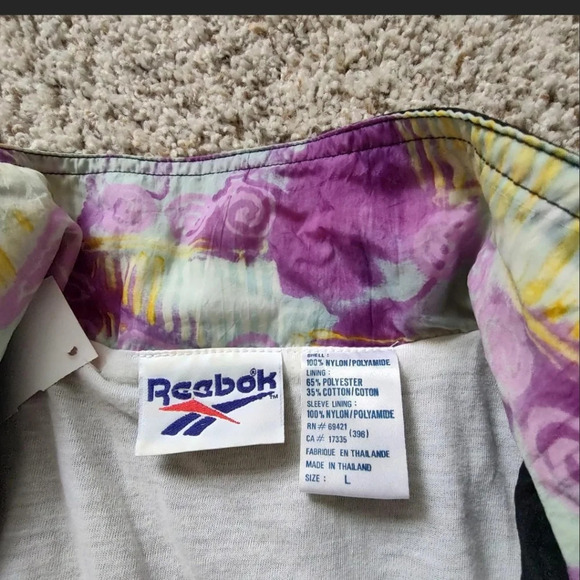 Reebok
TM
SHELL :
100% NYLON/POLYAMIDE
LINING :
65% POLYESTER
35% COTTON/COTON
SLEEVE LINING :
100% NYLON/POLYAMIDE
RN# 69421
CA# 17335 (396)
FABRIQUE EN THAILANDE
MADE IN THAILAND
SIZE : L